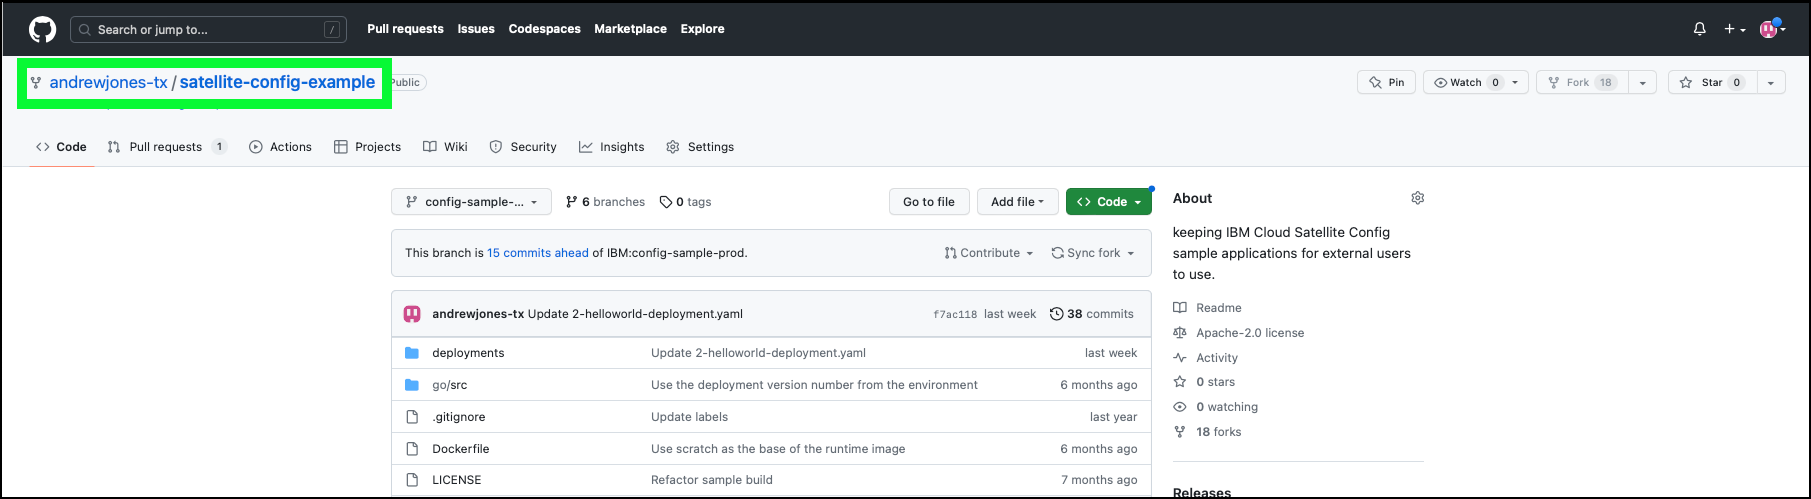 Search or jump to... / Pull requests Issues Codespaces Marketplace Explore
andrewjones-tx / satellite-config-example Public Pin Watch 0 Fork 18 Star 0
Code Pull requests 1 Actions Projects Wiki Security Insights Settings
config-sample-... 6 branches 0 tags Go to file Add file Code
This branch is 15 commits ahead of IBM:config-sample-prod. Contribute Sync fork
andrewjones-tx Update 2-helloworld-deployment.yaml f7ac118 last week 38 commits
deployments Update 2-helloworld-deployment.yaml last week
go/src Use the deployment version number from the environment 6 months ago
.gitignore Update labels last year
Dockerfile Use scratch as the base of the runtime image 6 months ago
LICENSE Refactor sample build 7 months ago
About
keeping IBM Cloud Satellite Config
sample applications for external users
to use.
Readme
Apache-2.0 license
Activity
0 stars
0 watching
18 forks
Releases